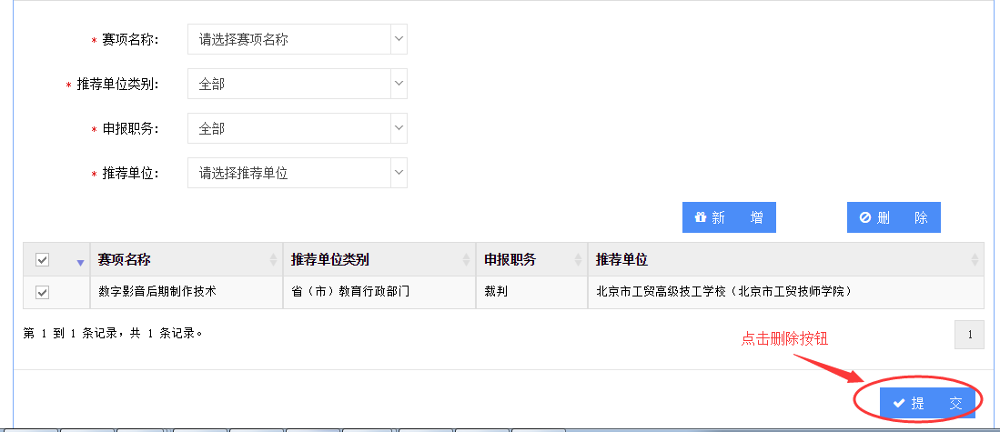 * 赛项名称: 请选择赛项名称
* 推荐单位类别: 全部
* 申报职务: 全部
* 推荐单位: 请选择推荐单位
新 增 删 除
赛项名称 推荐单位类别 申报职务 推荐单位
数字影音后期制作技术 省（市）教育行政部门 裁判 北京市工贸高级技工学校（北京市工贸技师学院）
第 1 到 1 条记录，共 1 条记录。 1
点击删除按钮
提 交